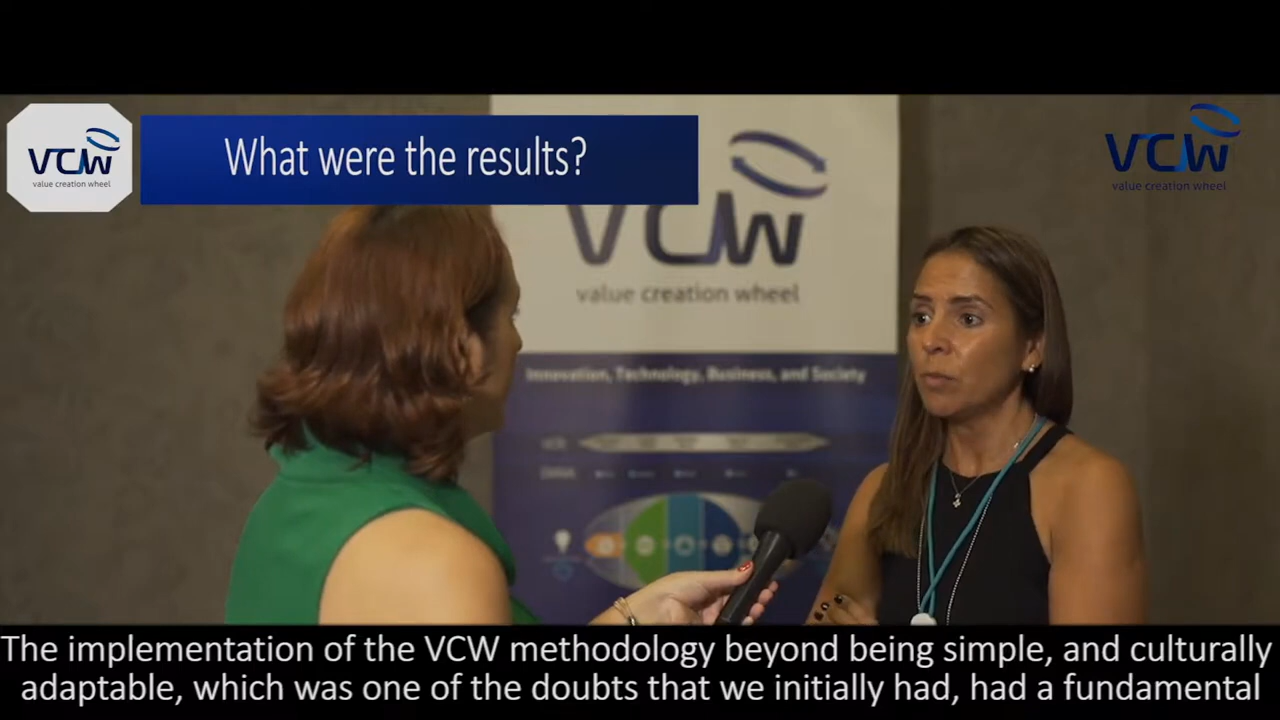 VCW
value creation wheel
What were the results?
VCW
value creation wheel
VCW
value creation wheel
Innovation, Technology, Business, and Society
The implementation of the VCW methodology beyond being simple, and culturally
adaptable, which was one of the doubts that we initially had, had a fundamental